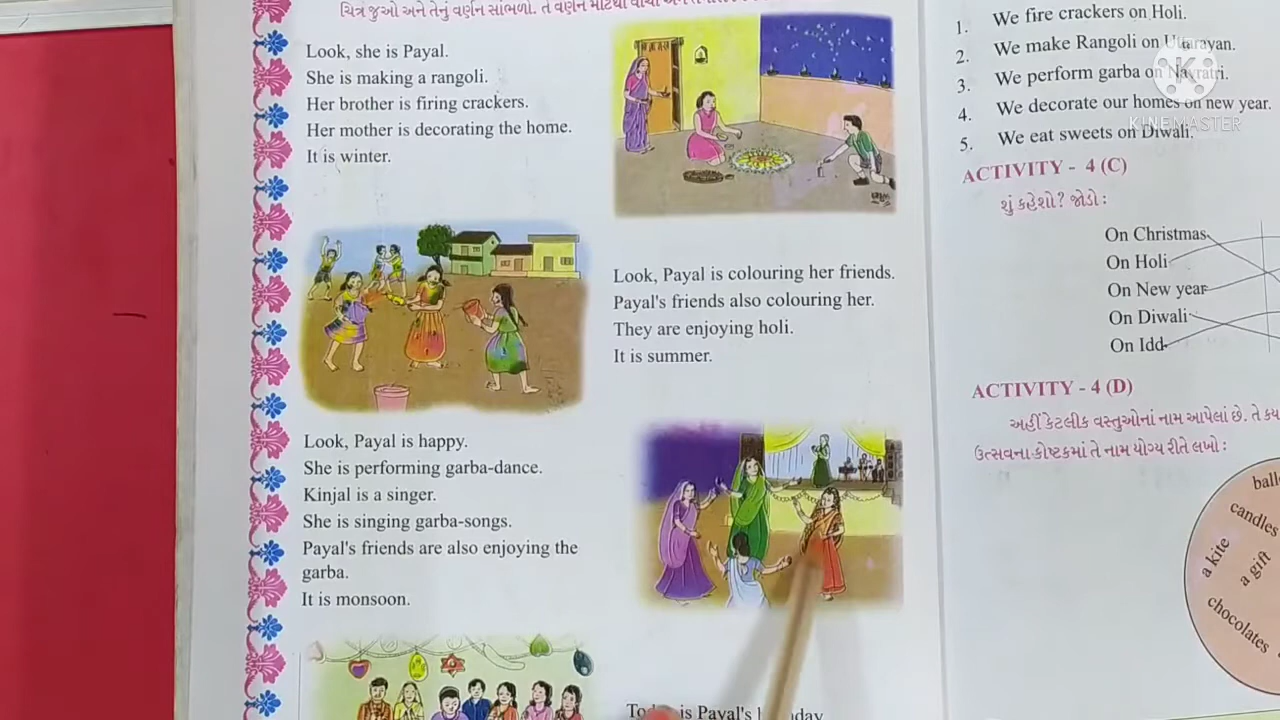 ચિત્ર જુઓ અને તેનું વર્ણન સાંભળો. તે વર્ણન
Look, she is Payal.
She is making a rangoli.
Her brother is firing crackers.
Her mother is decorating the home.
It is winter.
Look, Payal is colouring her friends.
Payal's friends also colouring her.
They are enjoying holi.
It is summer.
Look, Payal is happy.
She is performing garba-dance.
Kinjal is a singer.
She is singing garba-songs.
Payal's friends are also enjoying the
garba.
It is monsoon.
is Payal's
1. We fire crackers on Holi.
2. We make Rangoli on Uttarayan.
3. We perform garba on Navratri.
4. We decorate our homes on new year.
5. We eat sweets on Diwali.
KINEMASTER
ACTIVITY - 4 (C)
શું કહેશો? જોડો :
On Christmas
On Holi
On New year
On Diwali
On Idd
ACTIVITY - 4 (D)
અહીં કેટલીક વસ્તુઓનાં નામ આપેલાં છે. તે
ઉત્સવના કોષ્ટકમાં તે નામ યોગ્ય રીતે લખો :
candles
a kite
a gift
chocolates